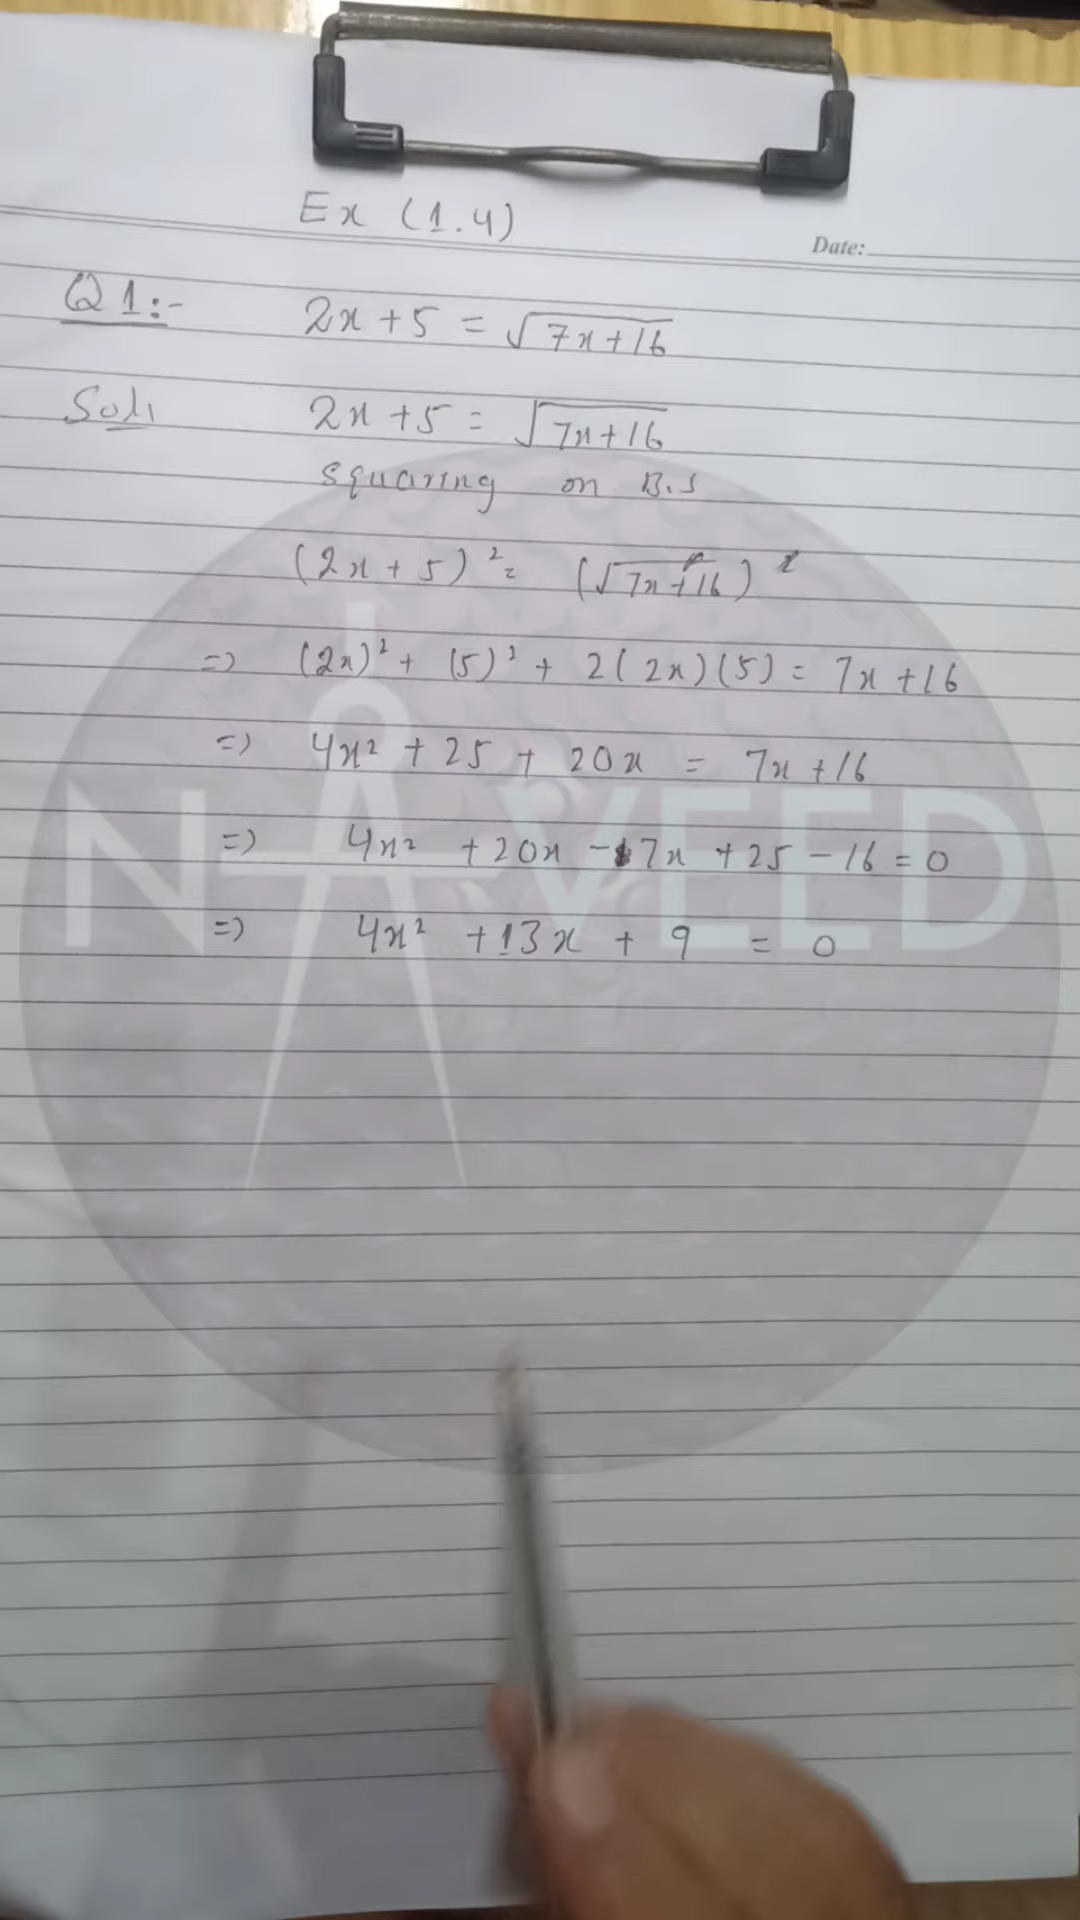 Ex (1.4)
Date:
Q1:- 2x+5 = √7x+16
Sol: 2x+5 = √7x+16
squaring on B.S
(2x+5)² = (√7x+16)²
=> (2x)² + (5)² + 2(2x)(5) = 7x+16
=> 4x² + 25 + 20x = 7x+16
=> 4x² +20x -7x +25 -16 = 0
=> 4x² +13x + 9 = 0
NAVEED